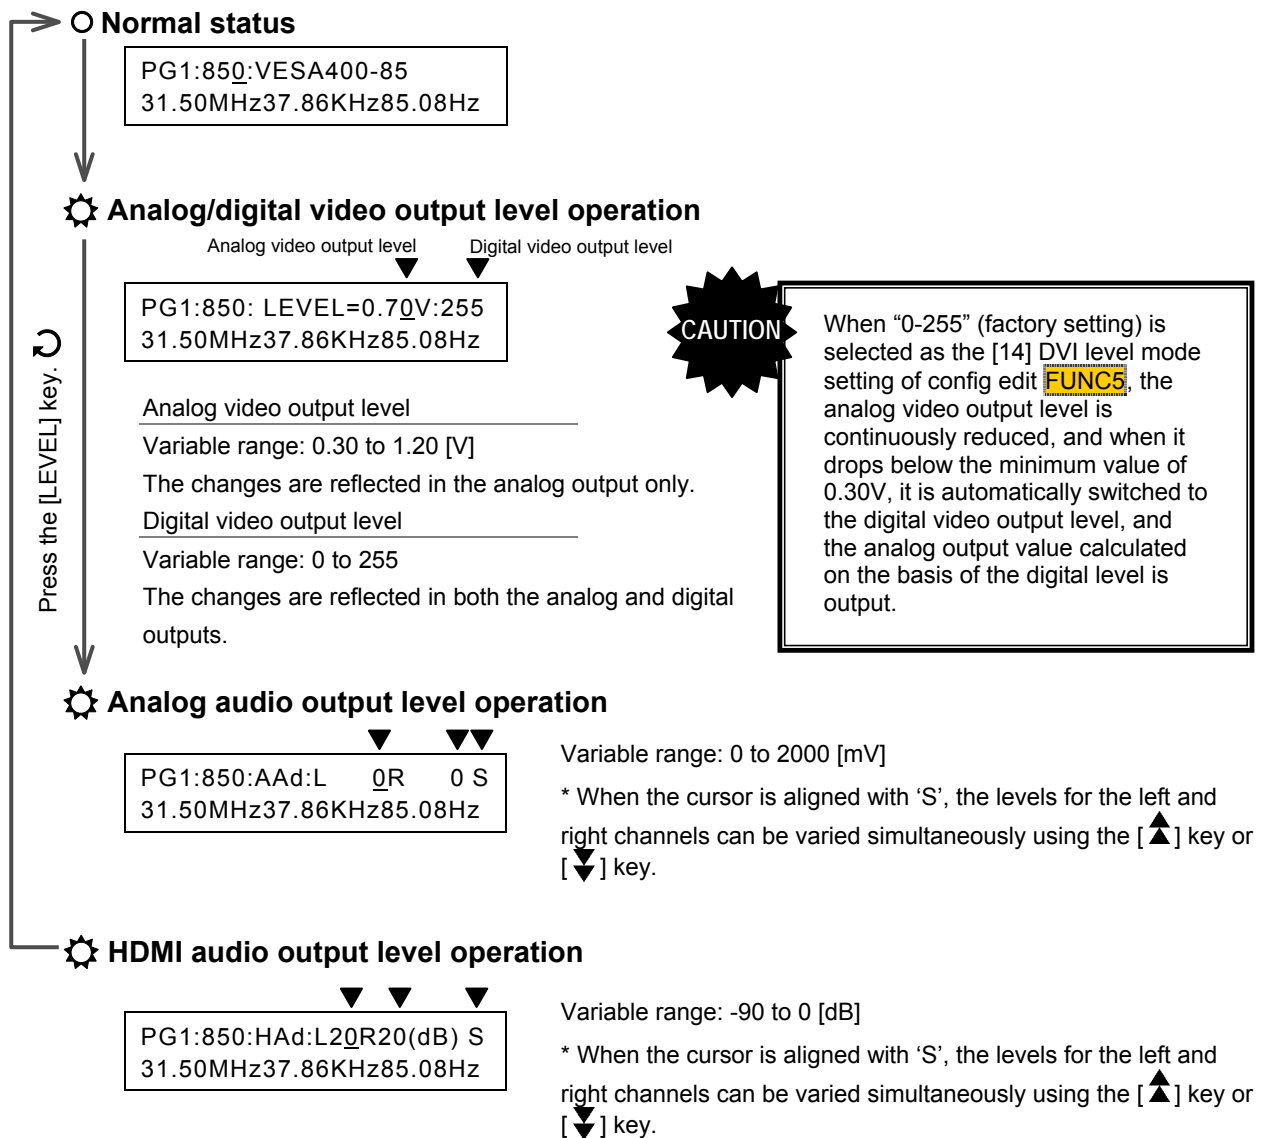 Normal status
PG1:850:VESA400-85
31.50MHz37.86KHz85.08Hz
Press the [LEVEL] key.
Analog/digital video output level operation
Analog video output level
Digital video output level
PG1:850: LEVEL=0.70V:255
31.50MHz37.86KHz85.08Hz
Analog video output level
Variable range: 0.30 to 1.20 [V]
The changes are reflected in the analog output only.
Digital video output level
Variable range: 0 to 255
The changes are reflected in both the analog and digital
outputs.
CAUTION
When “0-255” (factory setting) is
selected as the [14] DVI level mode
setting of config edit FUNC5, the
analog video output level is
continuously reduced, and when it
drops below the minimum value of
0.30V, it is automatically switched to
the digital video output level, and
the analog output value calculated
on the basis of the digital level is
output.
Analog audio output level operation
PG1:850:AAd:L 0R 0 S
31.50MHz37.86KHz85.08Hz
Variable range: 0 to 2000 [mV]
* When the cursor is aligned with ‘S’, the levels for the left and
right channels can be varied simultaneously using the [ ] key or
[ ] key.
HDMI audio output level operation
PG1:850:HAd:L20R20(dB) S
31.50MHz37.86KHz85.08Hz
Variable range: -90 to 0 [dB]
* When the cursor is aligned with ‘S’, the levels for the left and
right channels can be varied simultaneously using the [ ] key or
[ ] key.